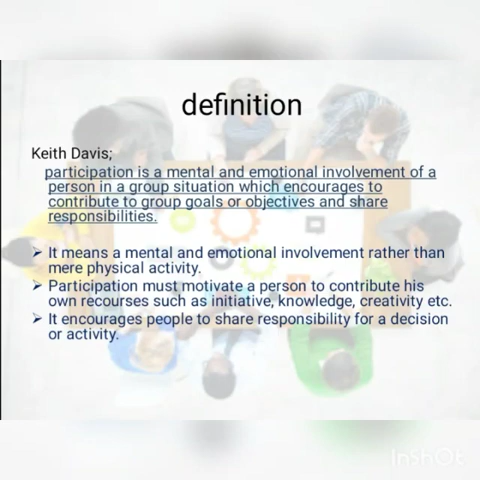 definition
Keith Davis;
participation is a mental and emotional involvement of a
person in a group situation which encourages to
contribute to group goals or objectives and share
responsibilities.
➢ It means a mental and emotional involvement rather than
mere physical activity.
➢ Participation must motivate a person to contribute his
own recourses such as initiative, knowledge, creativity etc.
➢ It encourages people to share responsibility for a decision
or activity.
InShOt